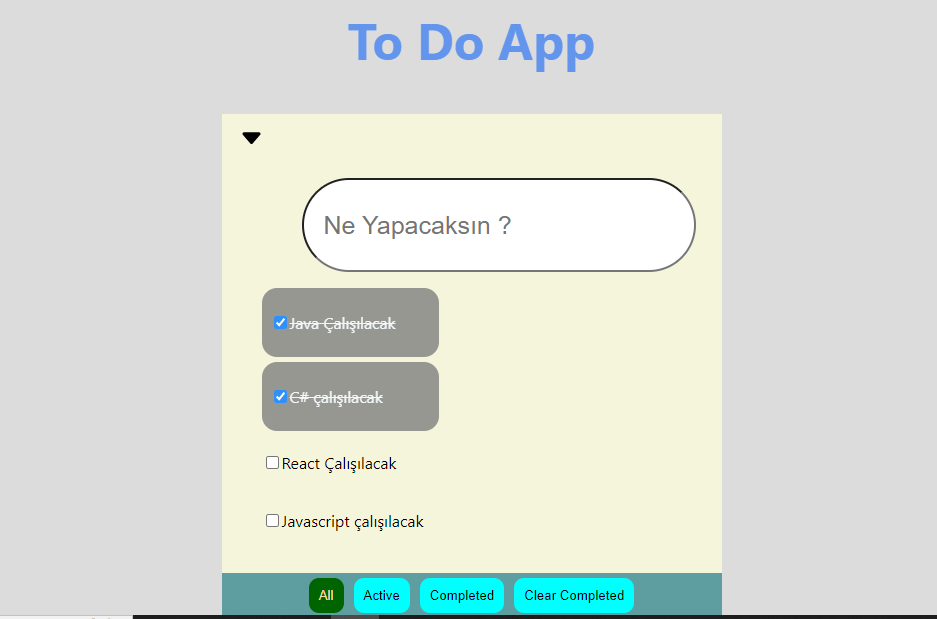 To Do App
Ne Yapacaksın ?
Java Çalışılacak
C# çalışılacak
React Çalışılacak
Javascript çalışılacak
All Active Completed Clear Completed